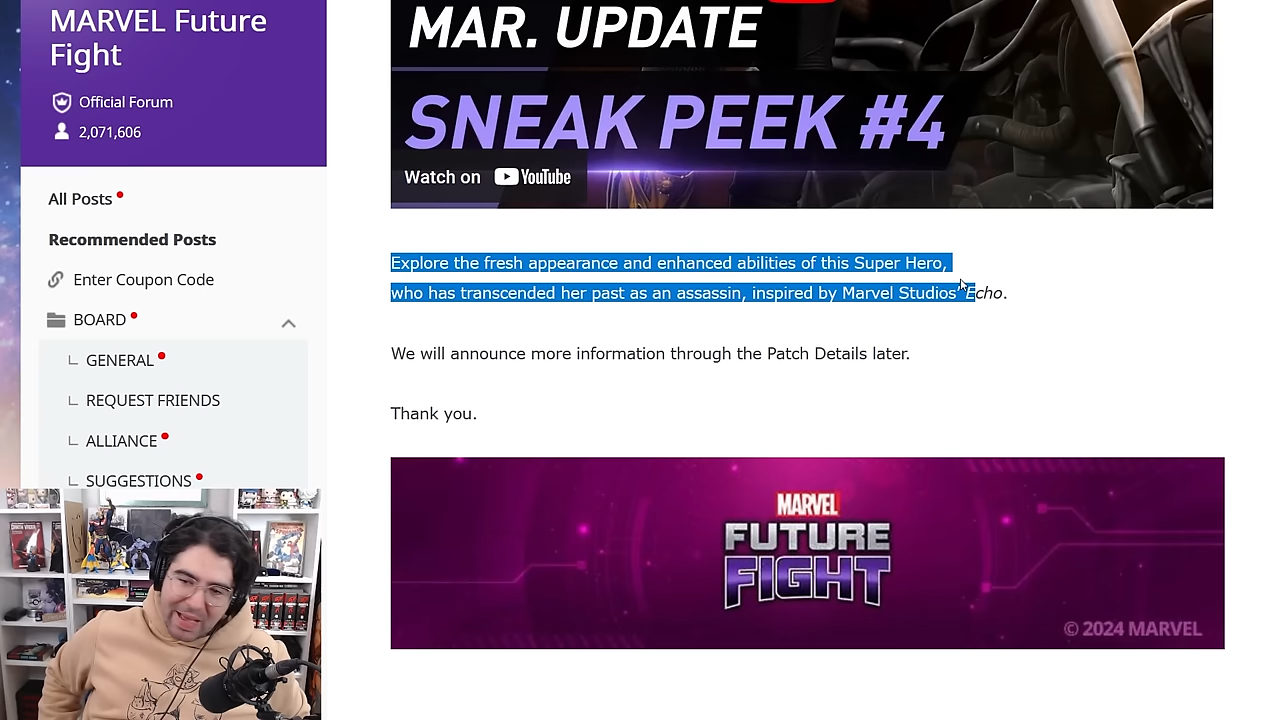 MARVEL Future
Fight
Official Forum
2,071,606
All Posts
Recommended Posts
Enter Coupon Code
BOARD
GENERAL
REQUEST FRIENDS
ALLIANCE
SUGGESTIONS
MAR. UPDATE
SNEAK PEEK #4
Watch on YouTube
Explore the fresh appearance and enhanced abilities of this Super Hero,
who has transcended her past as an assassin, inspired by Marvel Studios' Echo.
We will announce more information through the Patch Details later.
Thank you.
MARVEL
FUTURE
FIGHT
© 2024 MARVEL